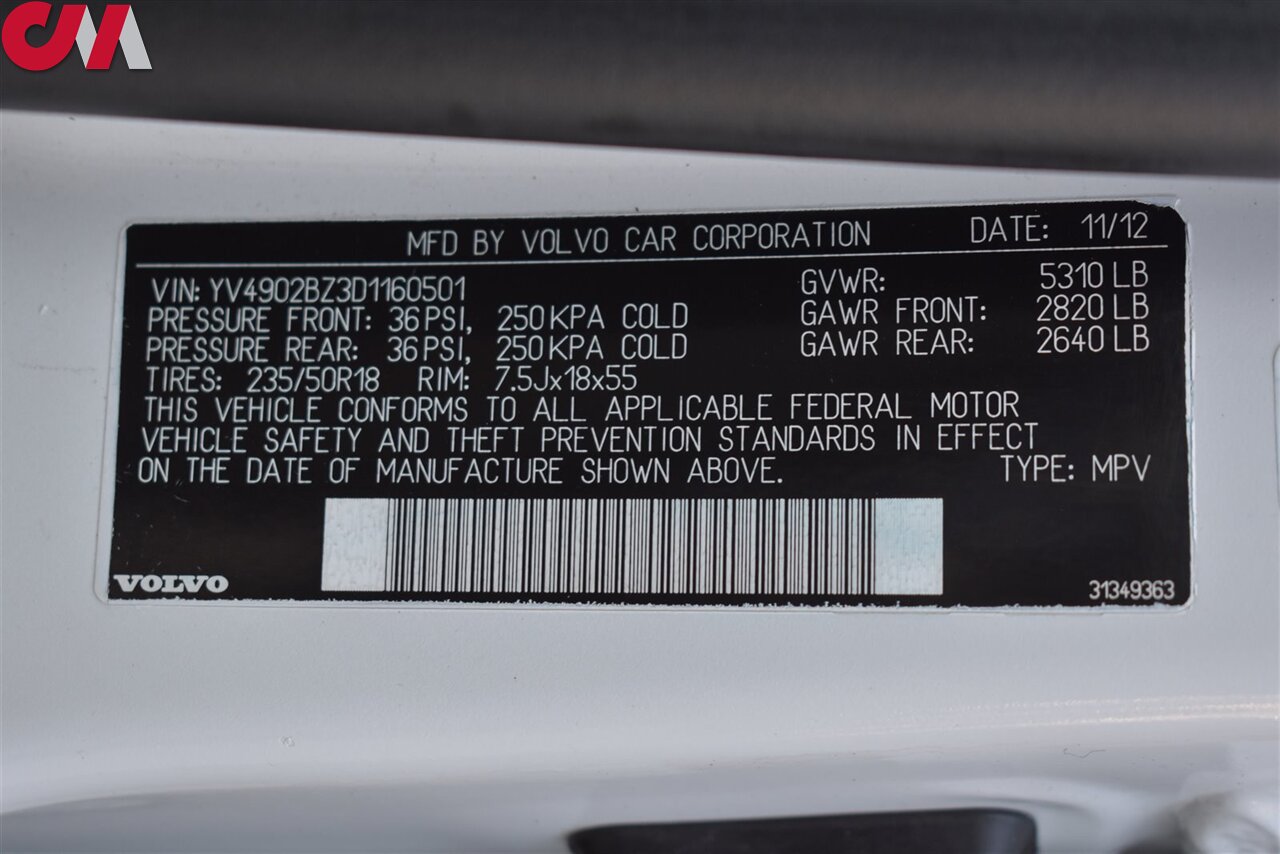 CM
MFD BY VOLVO CAR CORPORATION DATE: 11/12
VIN: YV4902BZ3D1160501 GVWR: 5310 LB
PRESSURE FRONT: 36 PSI, 250 KPA COLD GAWR FRONT: 2820 LB
PRESSURE REAR: 36 PSI, 250 KPA COLD GAWR REAR: 2640 LB
TIRES: 235/50R18 RIM: 7.5Jx18x55
THIS VEHICLE CONFORMS TO ALL APPLICABLE FEDERAL MOTOR
VEHICLE SAFETY AND THEFT PREVENTION STANDARDS IN EFFECT
ON THE DATE OF MANUFACTURE SHOWN ABOVE. TYPE: MPV
VOLVO 31349363